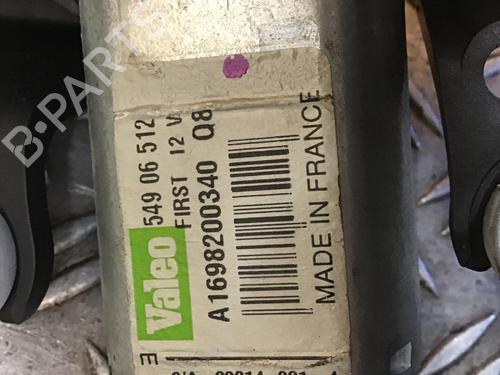 B-PARTS
Valeo
549 06 512
FIRST 12 V
A1698200340 Q8
MADE IN FRANCE
E